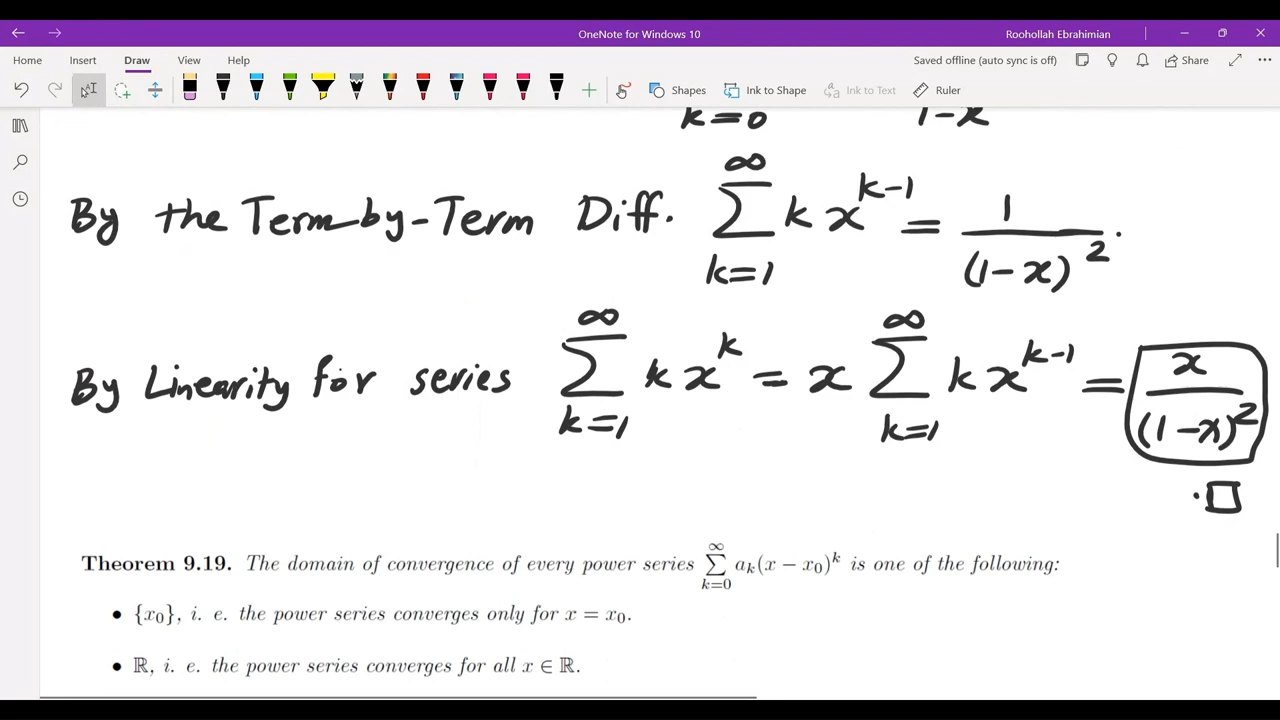 OneNote for Windows 10
Roohollah Ebrahimian
Home Insert Draw View Help
Saved offline (auto sync is off) Share
Shapes Ink to Shape Ink to Text Ruler
k=0 1-x
By the Term-by-Term Diff. ∑_{k=1}^{∞} k x^{k-1} = 1/(1-x)^2 .
By Linearity for series ∑_{k=1}^{∞} k x^k = x ∑_{k=1}^{∞} k x^{k-1} = x/(1-x)^2
. □
Theorem 9.19. The domain of convergence of every power series ∑_{k=0}^{∞} a_k(x − x_0)^k is one of the following:
• {x_0}, i. e. the power series converges only for x = x_0.
• ℝ, i. e. the power series converges for all x ∈ ℝ.